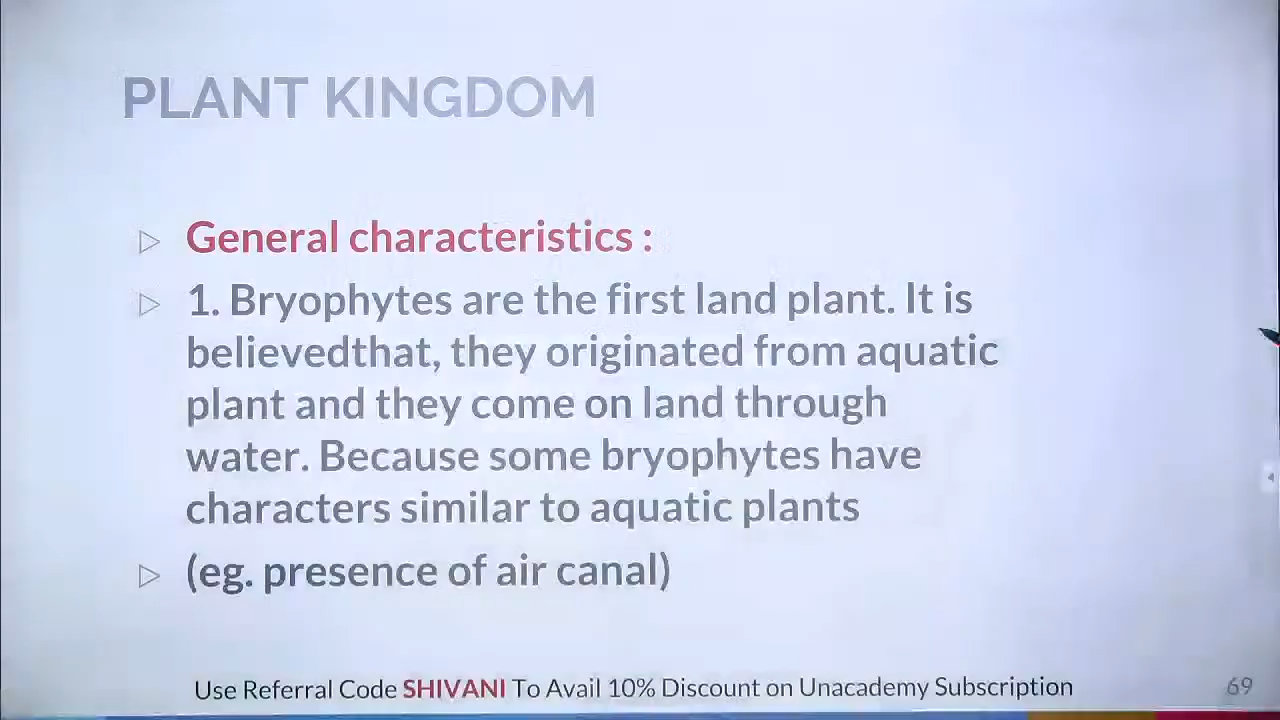 PLANT KINGDOM
General characteristics :
1. Bryophytes are the first land plant. It is
believedthat, they originated from aquatic
plant and they come on land through
water. Because some bryophytes have
characters similar to aquatic plants
(eg. presence of air canal)
Use Referral Code SHIVANI To Avail 10% Discount on Unacademy Subscription
69